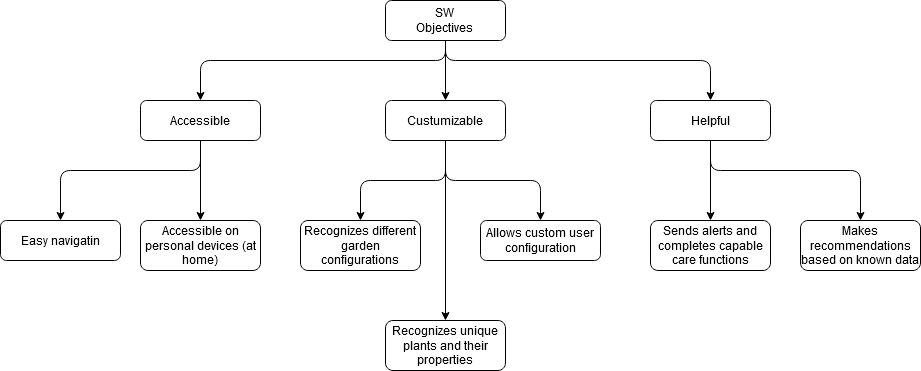 SW
Objectives
Accessible
Custumizable
Helpful
Easy navigatin
Accessible on
personal devices (at
home)
Recognizes different
garden
configurations
Allows custom user
configuration
Sends alerts and
completes capable
care functions
Makes
recommendations
based on known data
Recognizes unique
plants and their
properties